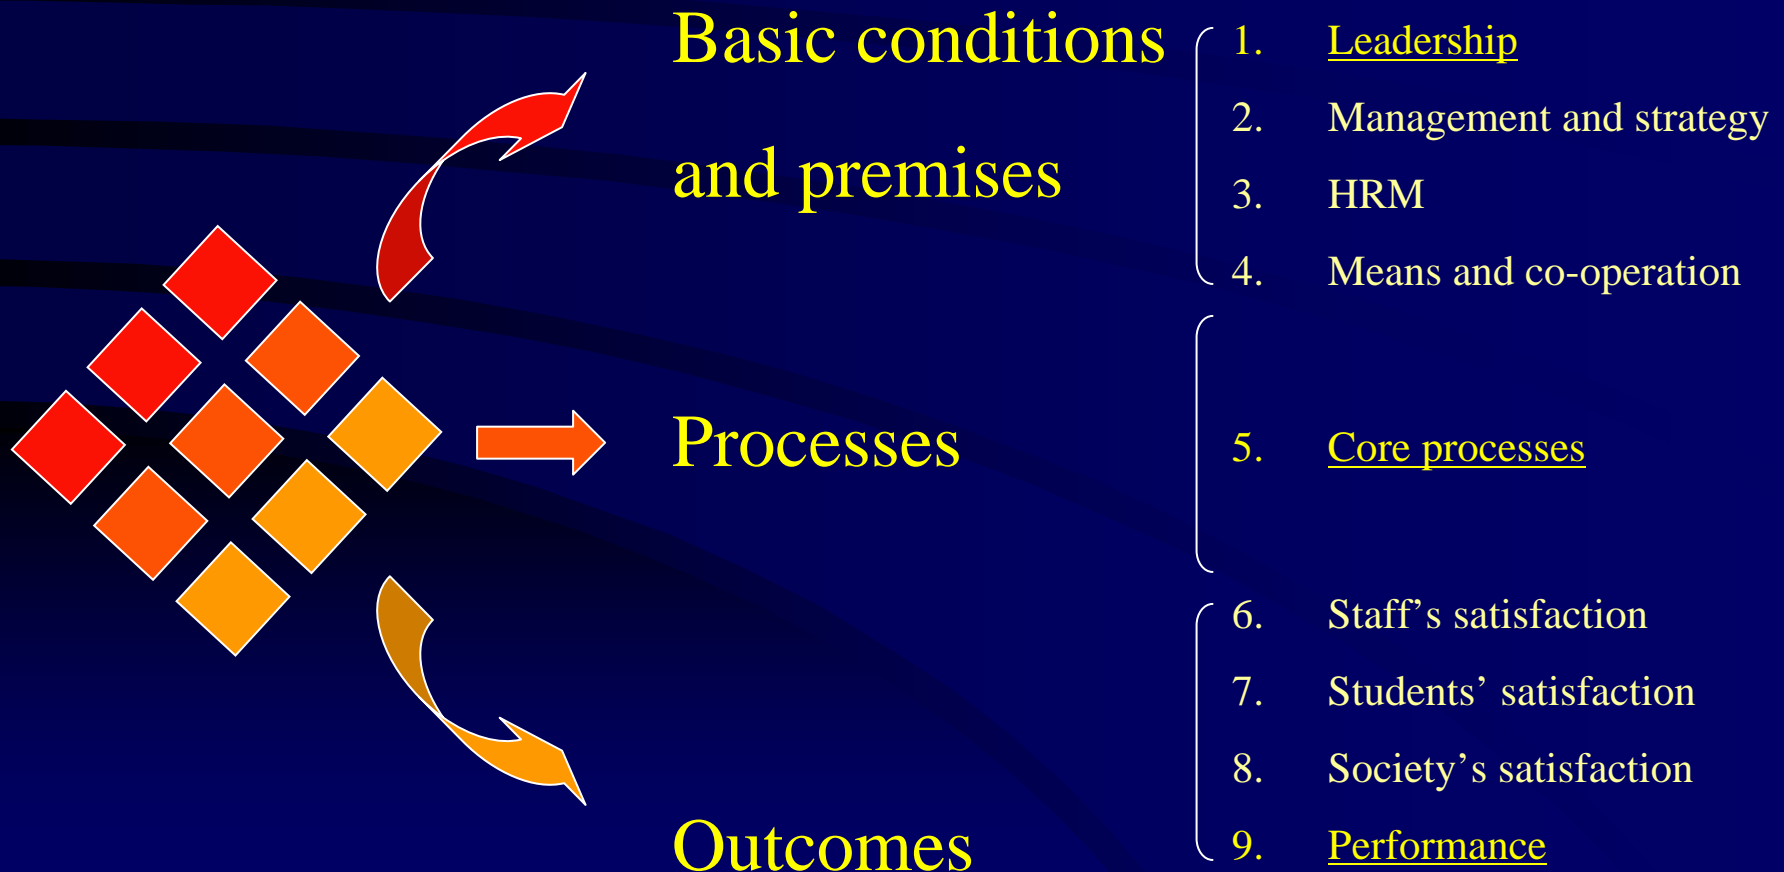 Basic conditions
and premises
1. Leadership
2. Management and strategy
3. HRM
4. Means and co-operation
Processes
5. Core processes
Outcomes
6. Staff’s satisfaction
7. Students’ satisfaction
8. Society’s satisfaction
9. Performance